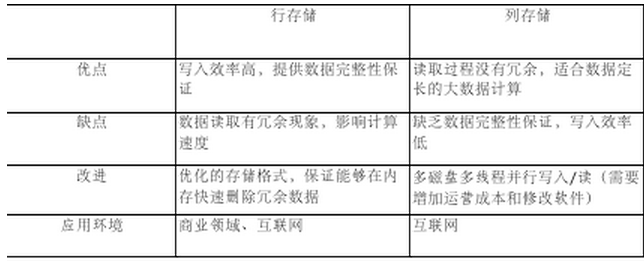 行存储 列存储
优点 写入效率高，提供数据完整性保证 读取过程没有冗余，适合数据定长的大数据计算
缺点 数据读取有冗余现象，影响计算速度 缺乏数据完整性保证，写入效率低
改进 优化的存储格式，保证能够在内存快速删除冗余数据 多磁盘多线程并行写入/读（需要增加运营成本和修改软件）
应用环境 商业领域、互联网 互联网